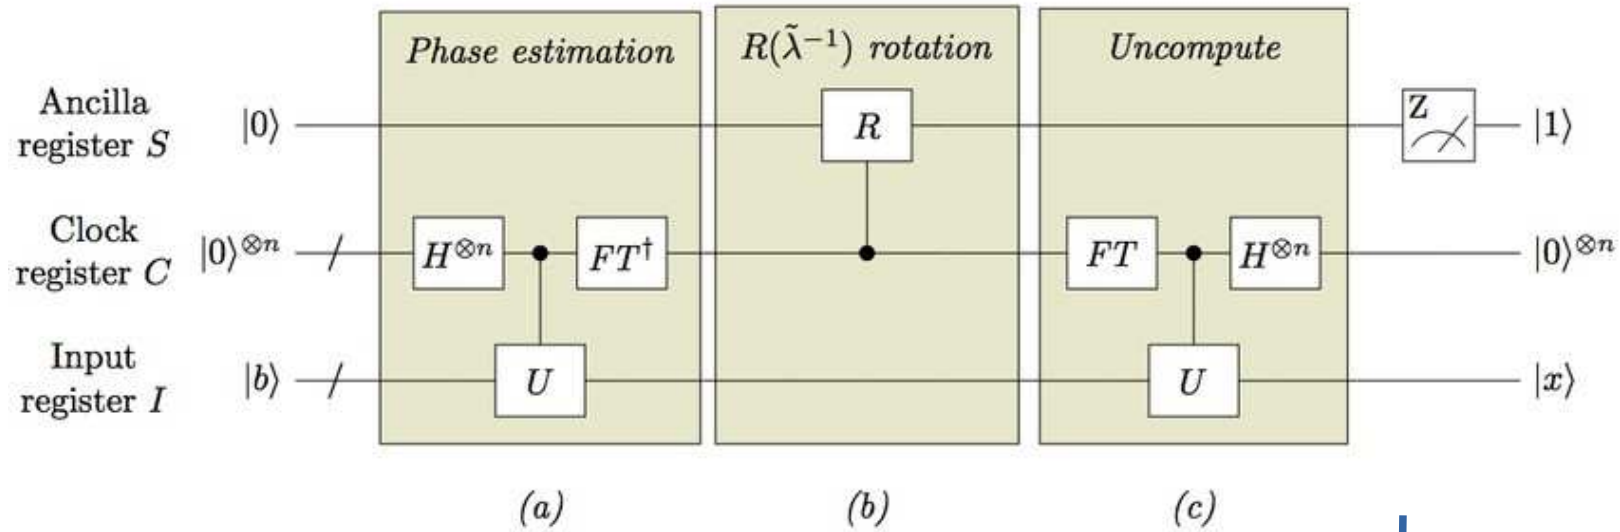 Phase estimation
R(λ̃⁻¹) rotation
Uncompute
Ancilla
register S
|0⟩
R
Z
|1⟩
Clock
register C
|0⟩⊗n
H⊗n
FT†
FT
H⊗n
|0⟩⊗n
Input
register I
|b⟩
U
U
|x⟩
(a)
(b)
(c)